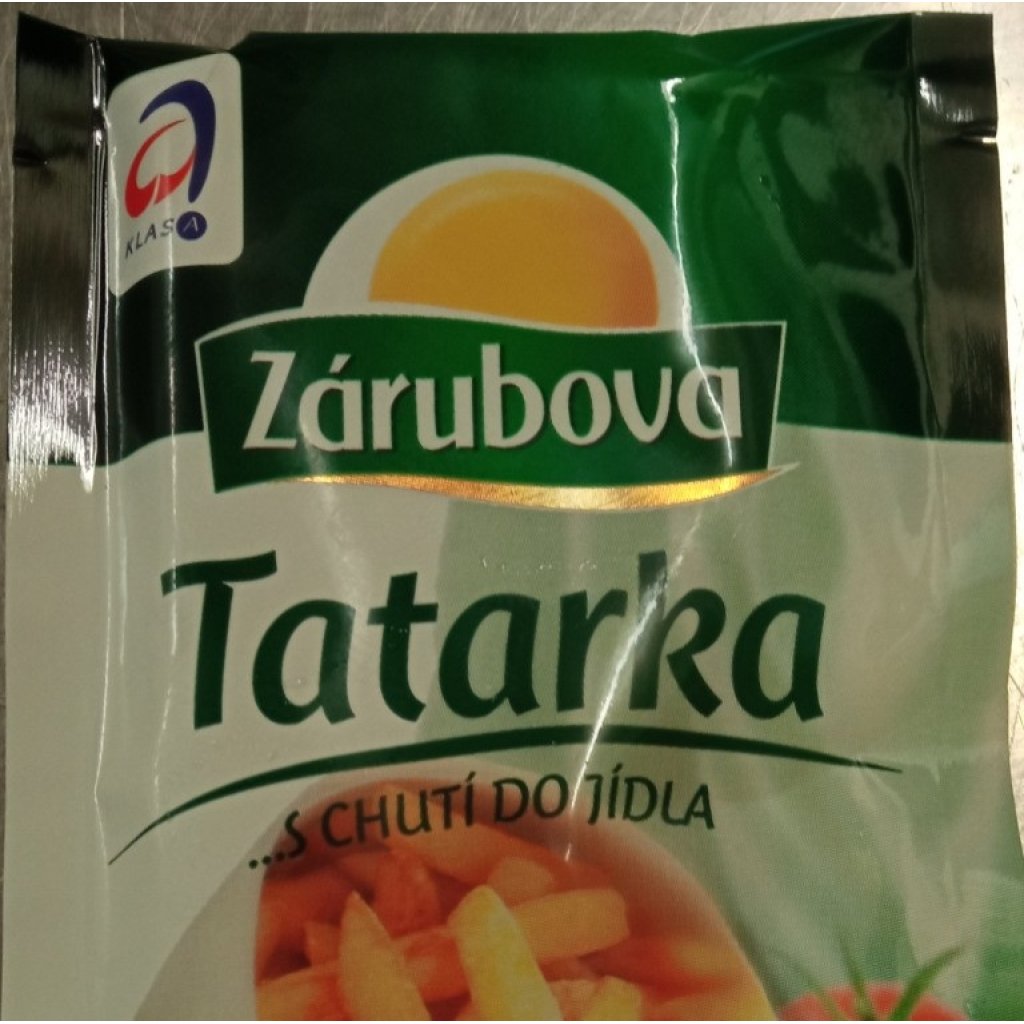 KLASA
Zárubova
Tatarka
...S CHUTÍ DO JÍDLA